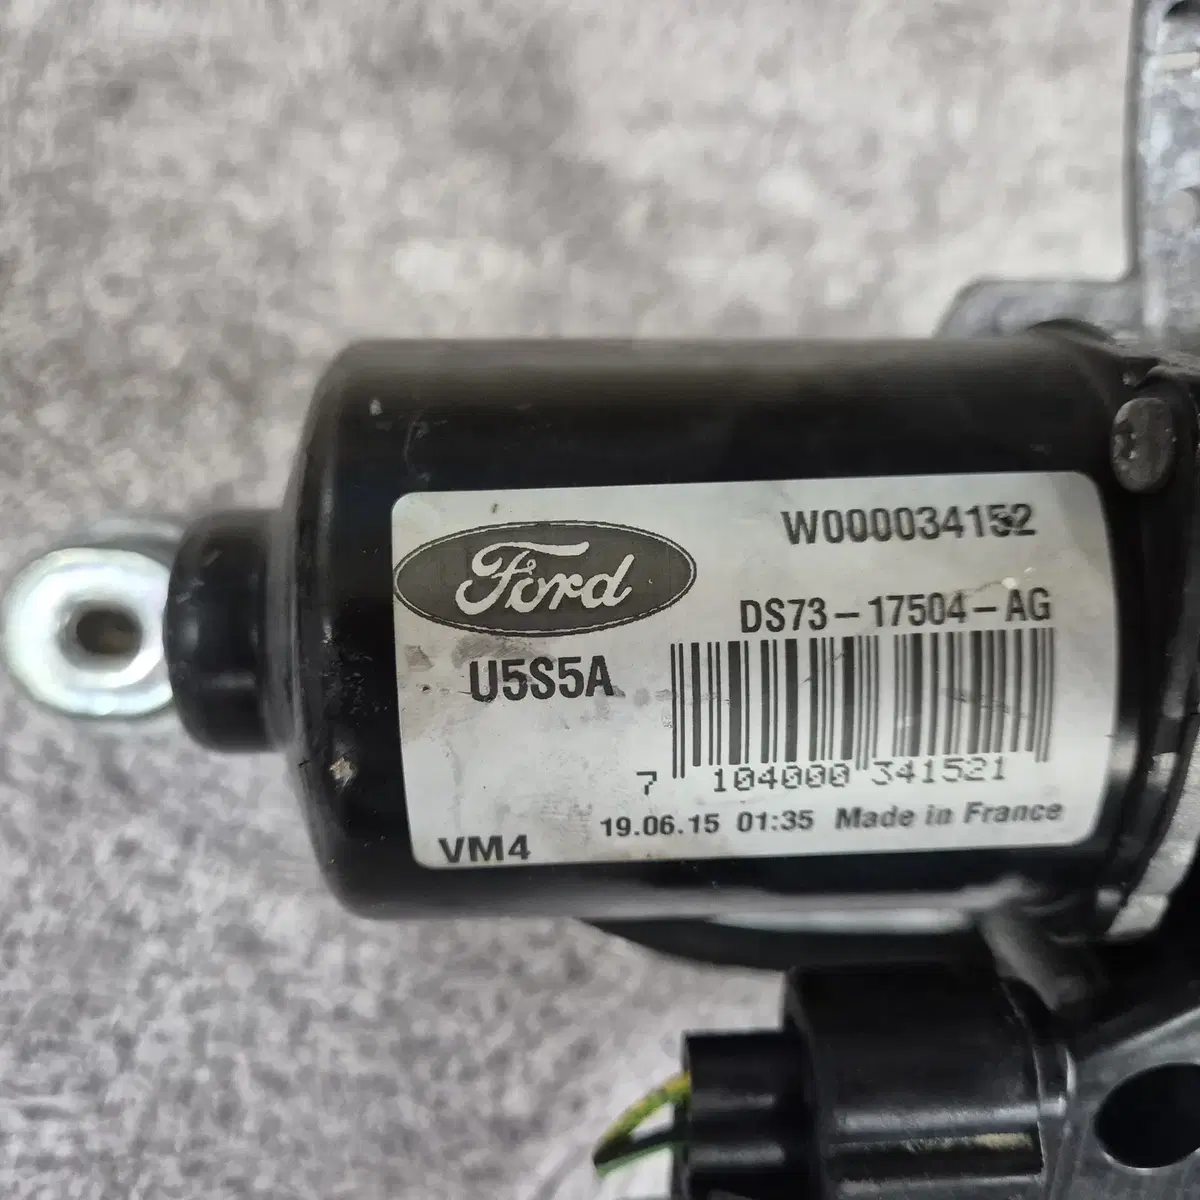 W000034152
Ford
DS73-17504-AG
U5S5A
7 104000 341521
19.06.15 01:35 Made in France
VM4